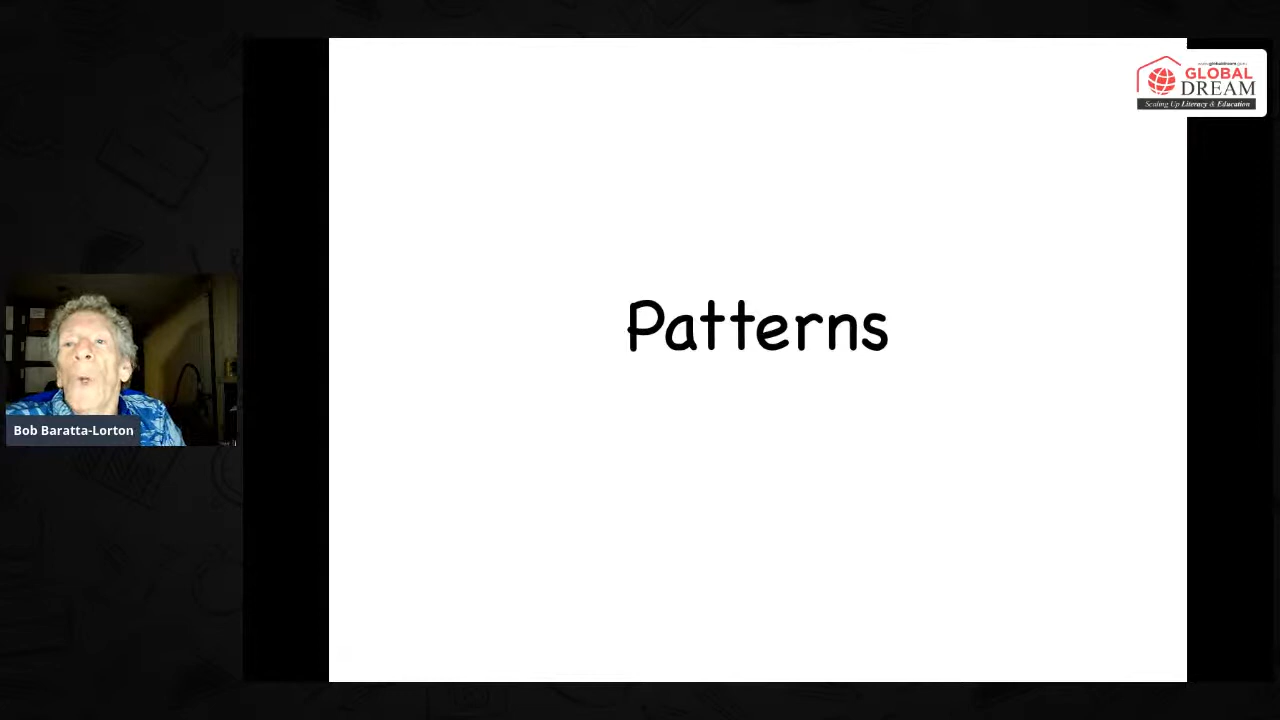 GLOBAL
DREAM
Scaling Up Literacy & Education
Patterns
Bob Baratta-Lorton